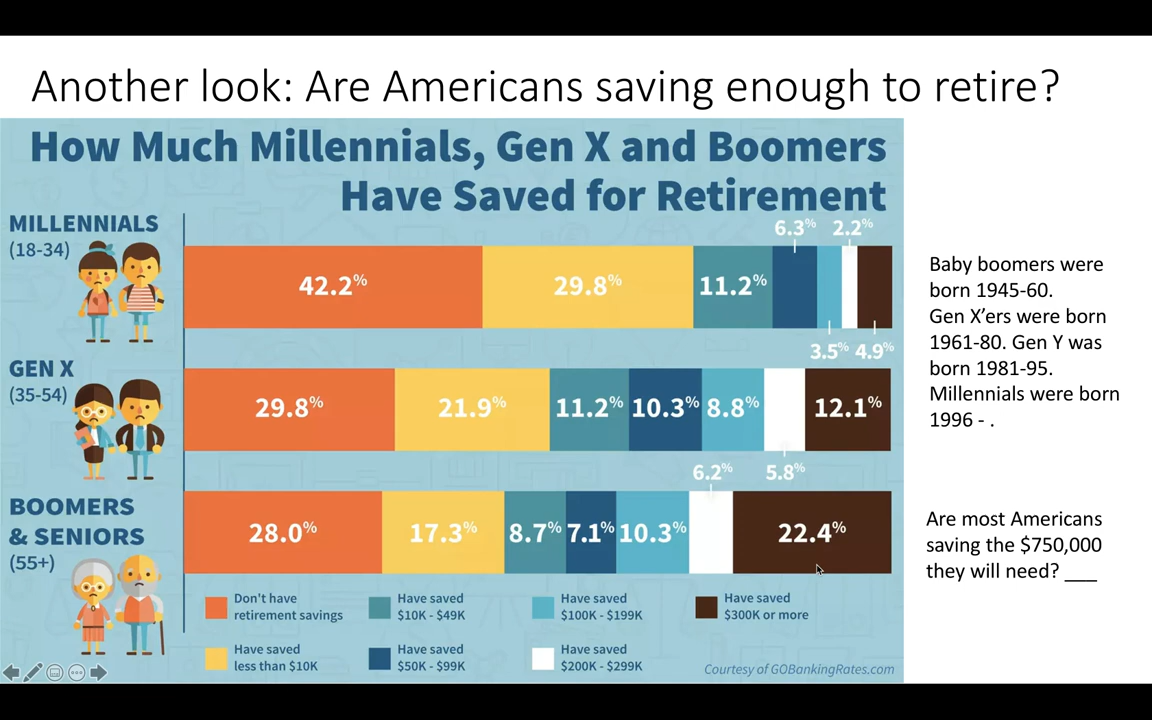 Another look: Are Americans saving enough to retire?
How Much Millennials, Gen X and Boomers
Have Saved for Retirement
MILLENNIALS
(18-34)
6.3% 2.2%
42.2% 29.8% 11.2%
3.5% 4.9%
GEN X
(35-54)
29.8% 21.9% 11.2% 10.3% 8.8% 12.1%
5.8%
BOOMERS
& SENIORS
(55+)
6.2%
28.0% 17.3% 8.7% 7.1% 10.3% 22.4%
Don't have
retirement savings
Have saved
less than $10K
Have saved
$10K - $49K
Have saved
$50K - $99K
Have saved
$100K - $199K
Have saved
$200K - $299K
Have saved
$300K or more
Courtesy of GOBankingRates.com
Baby boomers were
born 1945-60.
Gen X’ers were born
1961-80. Gen Y was
born 1981-95.
Millennials were born
1996 - .
Are most Americans
saving the $750,000
they will need? ___